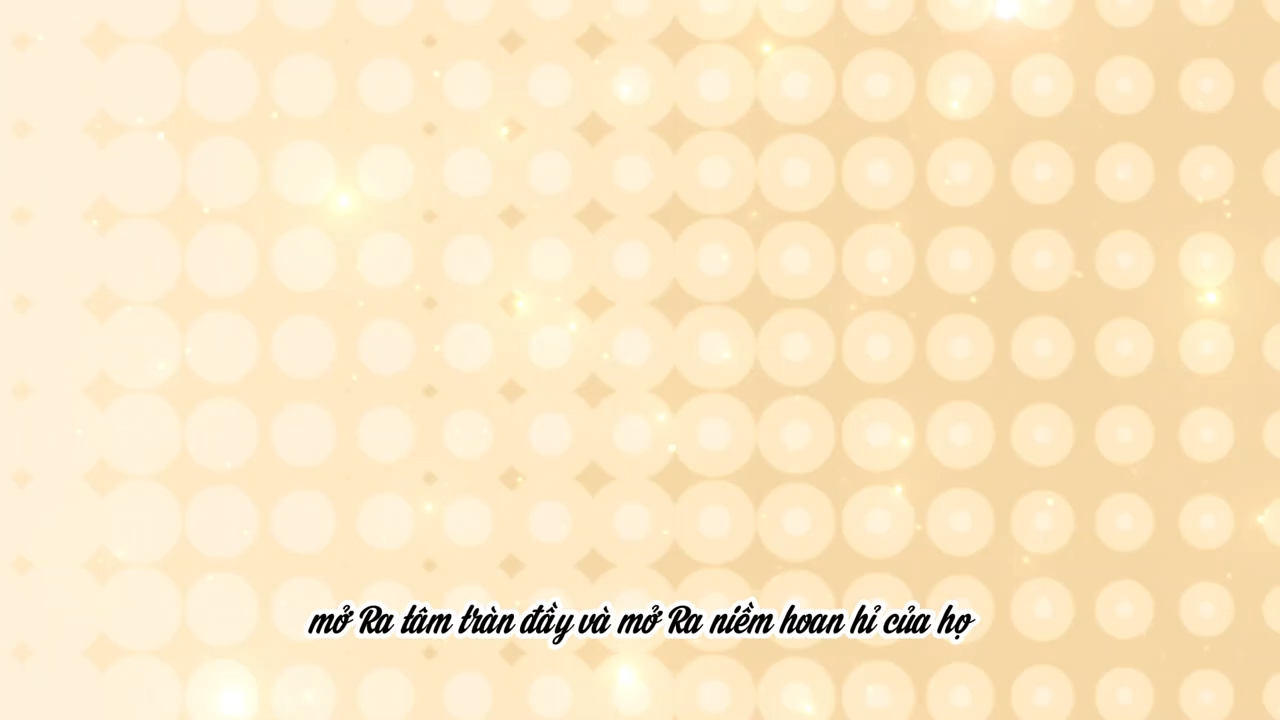 mở Ra tâm tràn đầy và mở Ra niềm hoan hỉ của họ